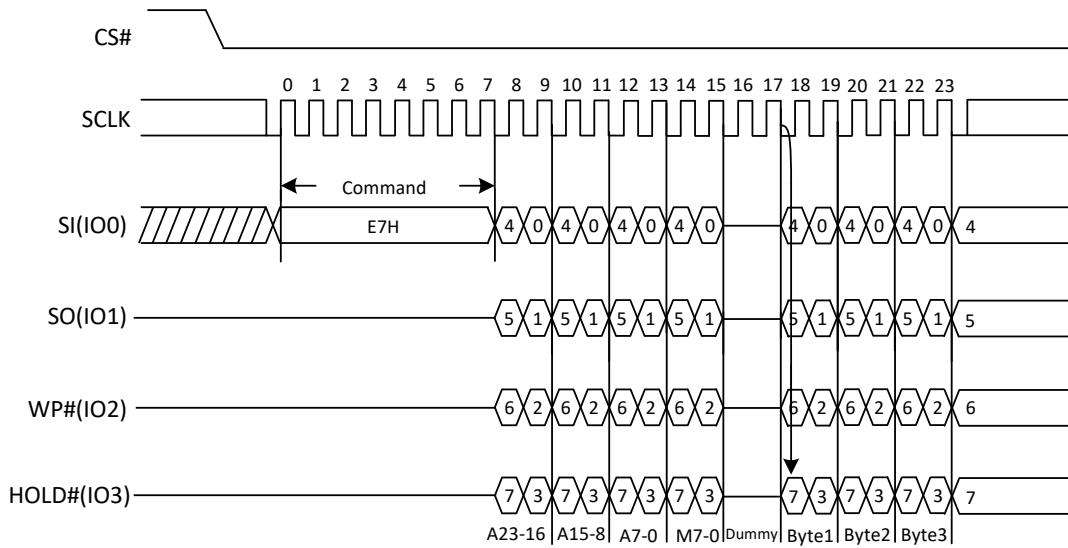 CS#
0 1 2 3 4 5 6 7 8 9 10 11 12 13 14 15 16 17 18 19 20 21 22 23
SCLK
Command
SI(IO0) E7H 4 0 4 0 4 0 4 0 4 0 4 0 4 0 4
SO(IO1) 5 1 5 1 5 1 5 1 5 1 5 1 5 1 5
WP#(IO2) 6 2 6 2 6 2 6 2 6 2 6 2 6 2 6
HOLD#(IO3) 7 3 7 3 7 3 7 3 7 3 7 3 7 3 7
A23-16 A15-8 A7-0 M7-0 Dummy Byte1 Byte2 Byte3